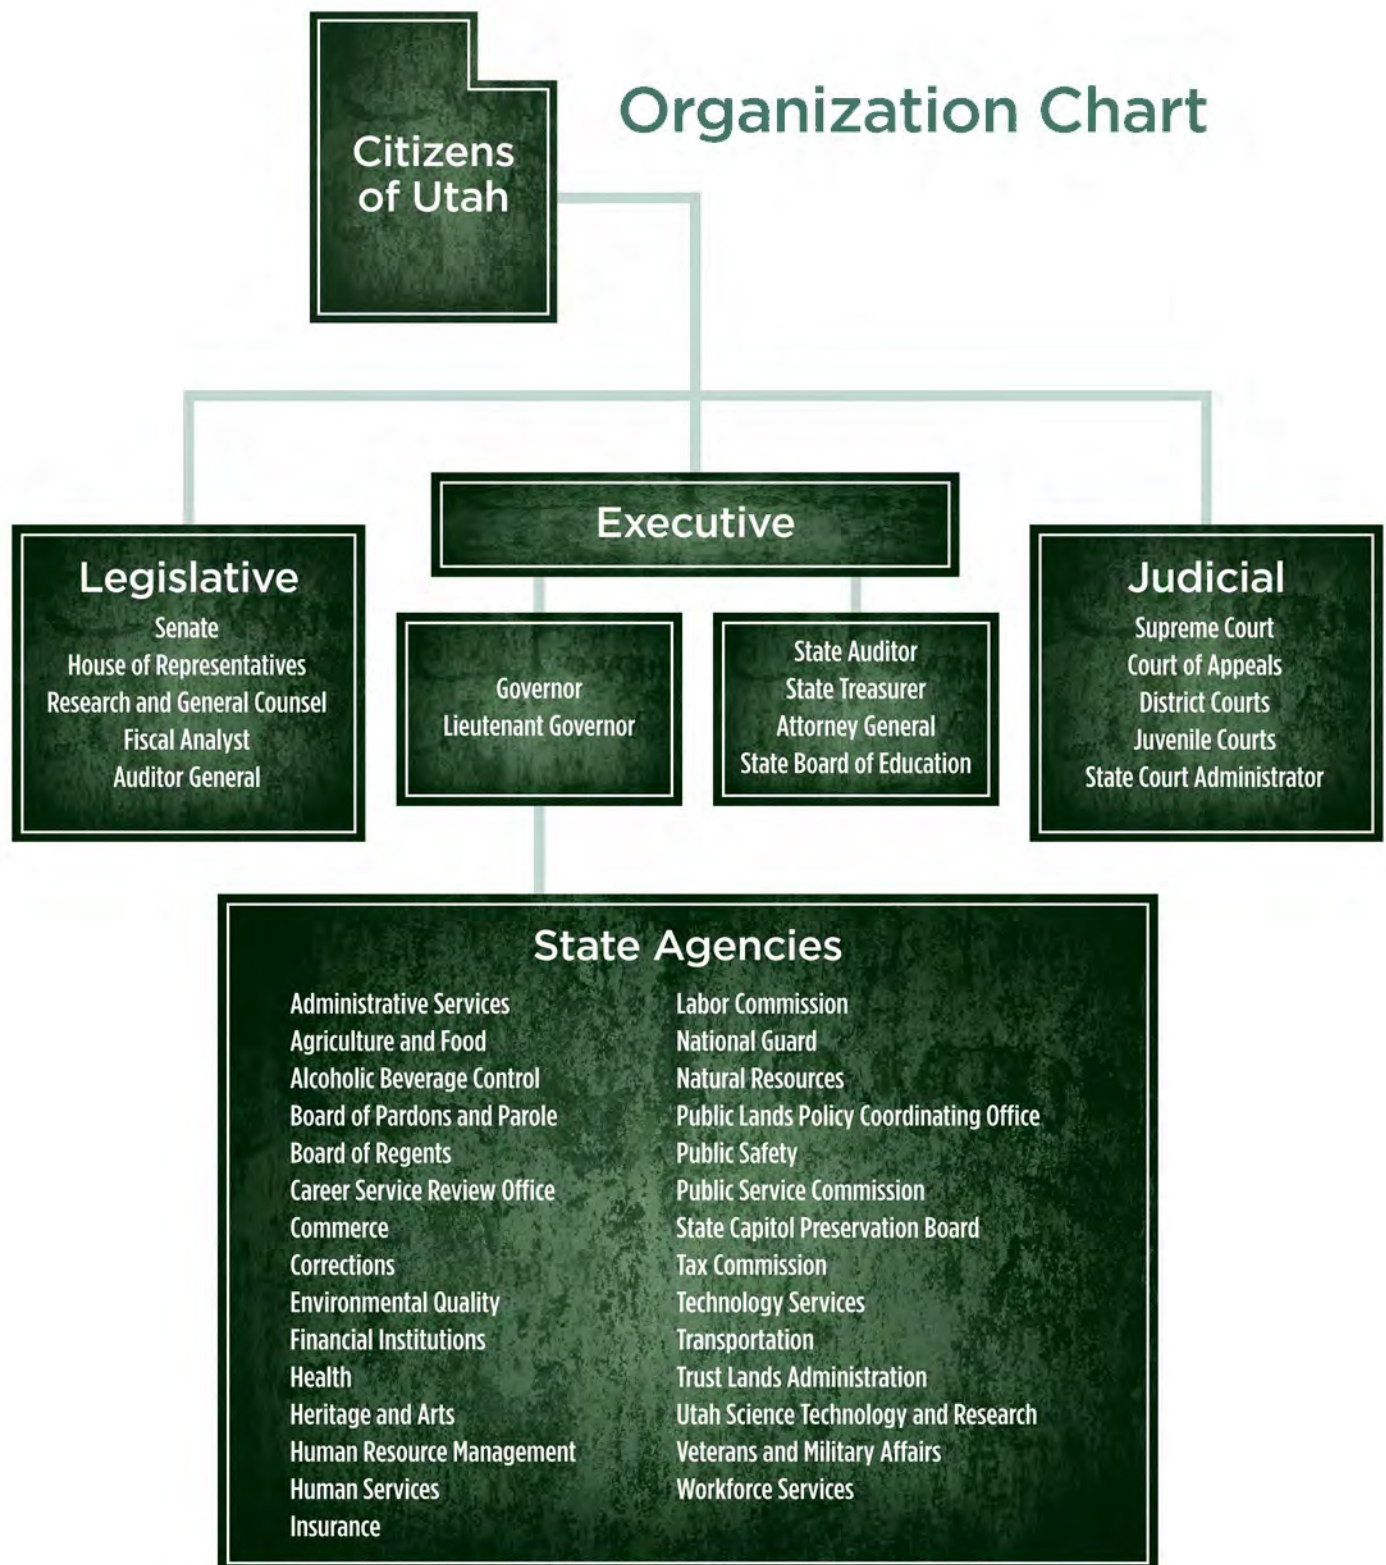 Citizens
of Utah
Organization Chart
Executive
Legislative
Senate
House of Representatives
Research and General Counsel
Fiscal Analyst
Auditor General
Governor
Lieutenant Governor
State Auditor
State Treasurer
Attorney General
State Board of Education
Judicial
Supreme Court
Court of Appeals
District Courts
Juvenile Courts
State Court Administrator
State Agencies
Administrative Services
Agriculture and Food
Alcoholic Beverage Control
Board of Pardons and Parole
Board of Regents
Career Service Review Office
Commerce
Corrections
Environmental Quality
Financial Institutions
Health
Heritage and Arts
Human Resource Management
Human Services
Insurance
Labor Commission
National Guard
Natural Resources
Public Lands Policy Coordinating Office
Public Safety
Public Service Commission
State Capitol Preservation Board
Tax Commission
Technology Services
Transportation
Trust Lands Administration
Utah Science Technology and Research
Veterans and Military Affairs
Workforce Services